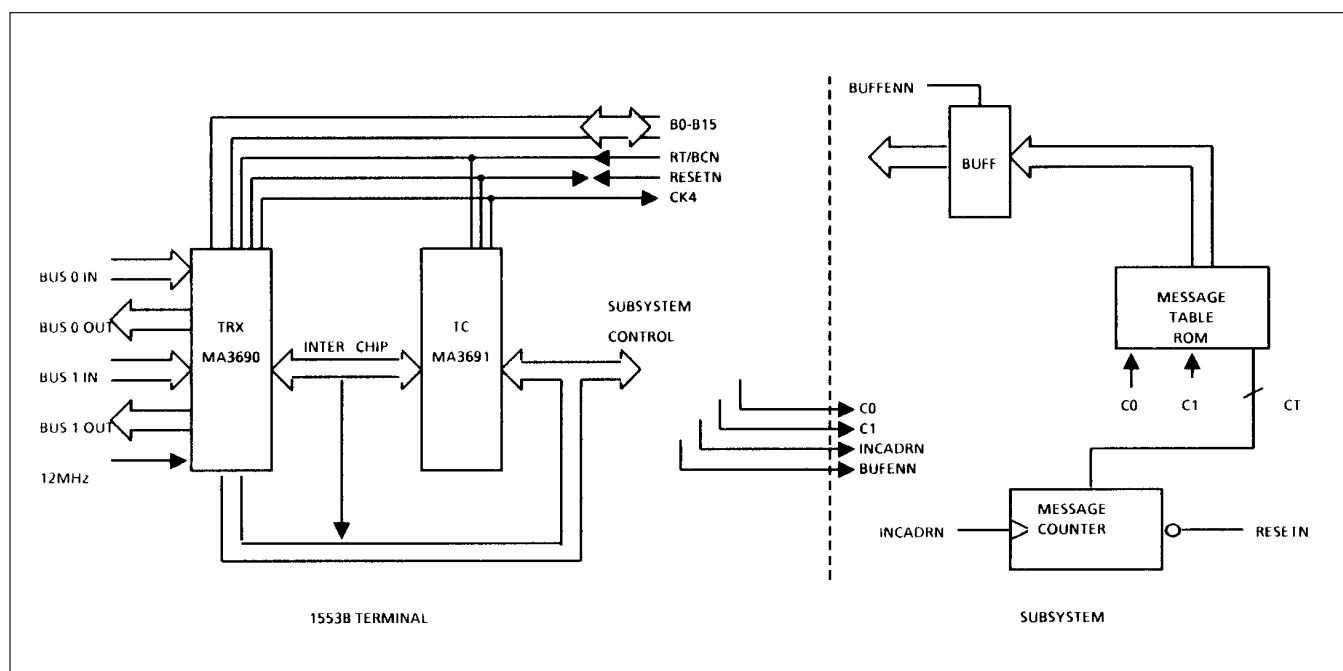 BUFFENN
B0-B15
RT/BCN
RESETN
CK4
BUFF
BUS 0 IN
BUS 0 OUT
BUS 1 IN
BUS 1 OUT
12MHz
TRX
MA3690
INTER CHIP
TC
MA3691
SUBSYSTEM
CONTROL
MESSAGE
TABLE
ROM
C0
C1
CT
C0
C1
INCADRN
BUFENN
MESSAGE
COUNTER
INCADRN
RESETN
1553B TERMINAL
SUBSYSTEM